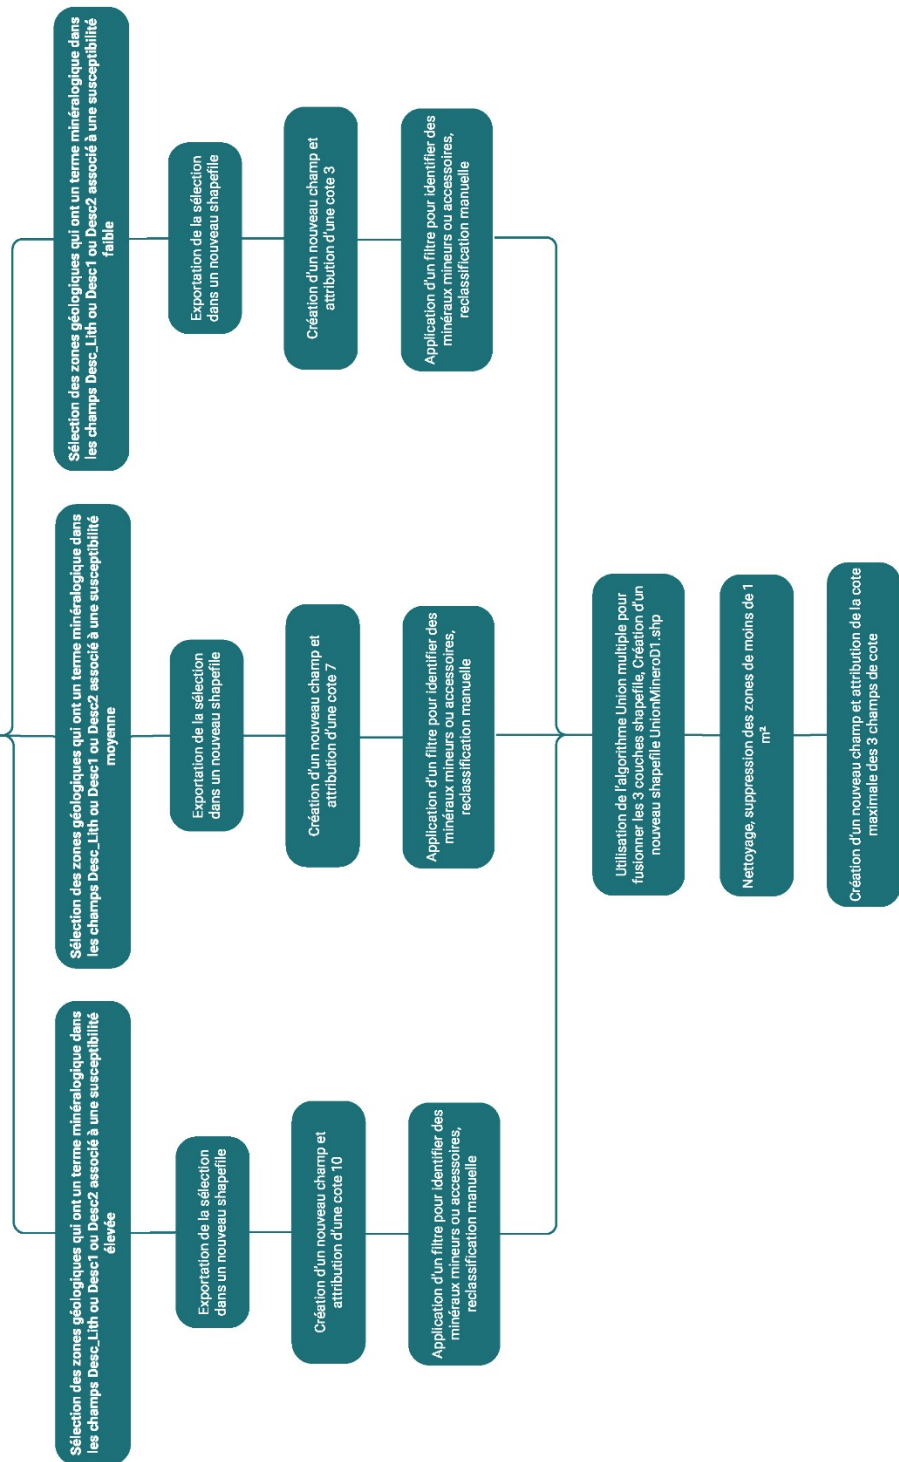 Sélection des zones géologiques qui ont un terme minéralogique dans
les champs Desc_Lith ou Desc1 ou Desc2 associé à une susceptibilité
élevée
Sélection des zones géologiques qui ont un terme minéralogique dans
les champs Desc_Lith ou Desc1 ou Desc2 associé à une susceptibilité
moyenne
Sélection des zones géologiques qui ont un terme minéralogique dans
les champs Desc_Lith ou Desc1 ou Desc2 associé à une susceptibilité
faible
Exportation de la sélection
dans un nouveau shapefile
Exportation de la sélection
dans un nouveau shapefile
Exportation de la sélection
dans un nouveau shapefile
Création d'un nouveau champ et
attribution d'une cote 10
Création d'un nouveau champ et
attribution d'une cote 7
Création d'un nouveau champ et
attribution d'une cote 3
Application d'un filtre pour identifier des
minéraux mineurs ou accessoires,
reclassification manuelle
Application d'un filtre pour identifier des
minéraux mineurs ou accessoires,
reclassification manuelle
Application d'un filtre pour identifier des
minéraux mineurs ou accessoires,
reclassification manuelle
Utilisation de l'algorithme Union multiple pour
fusionner les 3 couches shapefile, Création d'un
nouveau shapefile UnionMineroD1.shp
Nettoyage, suppression des zones de moins de 1
m²
Création d'un nouveau champ et attribution de la cote
maximale des 3 champs de cote